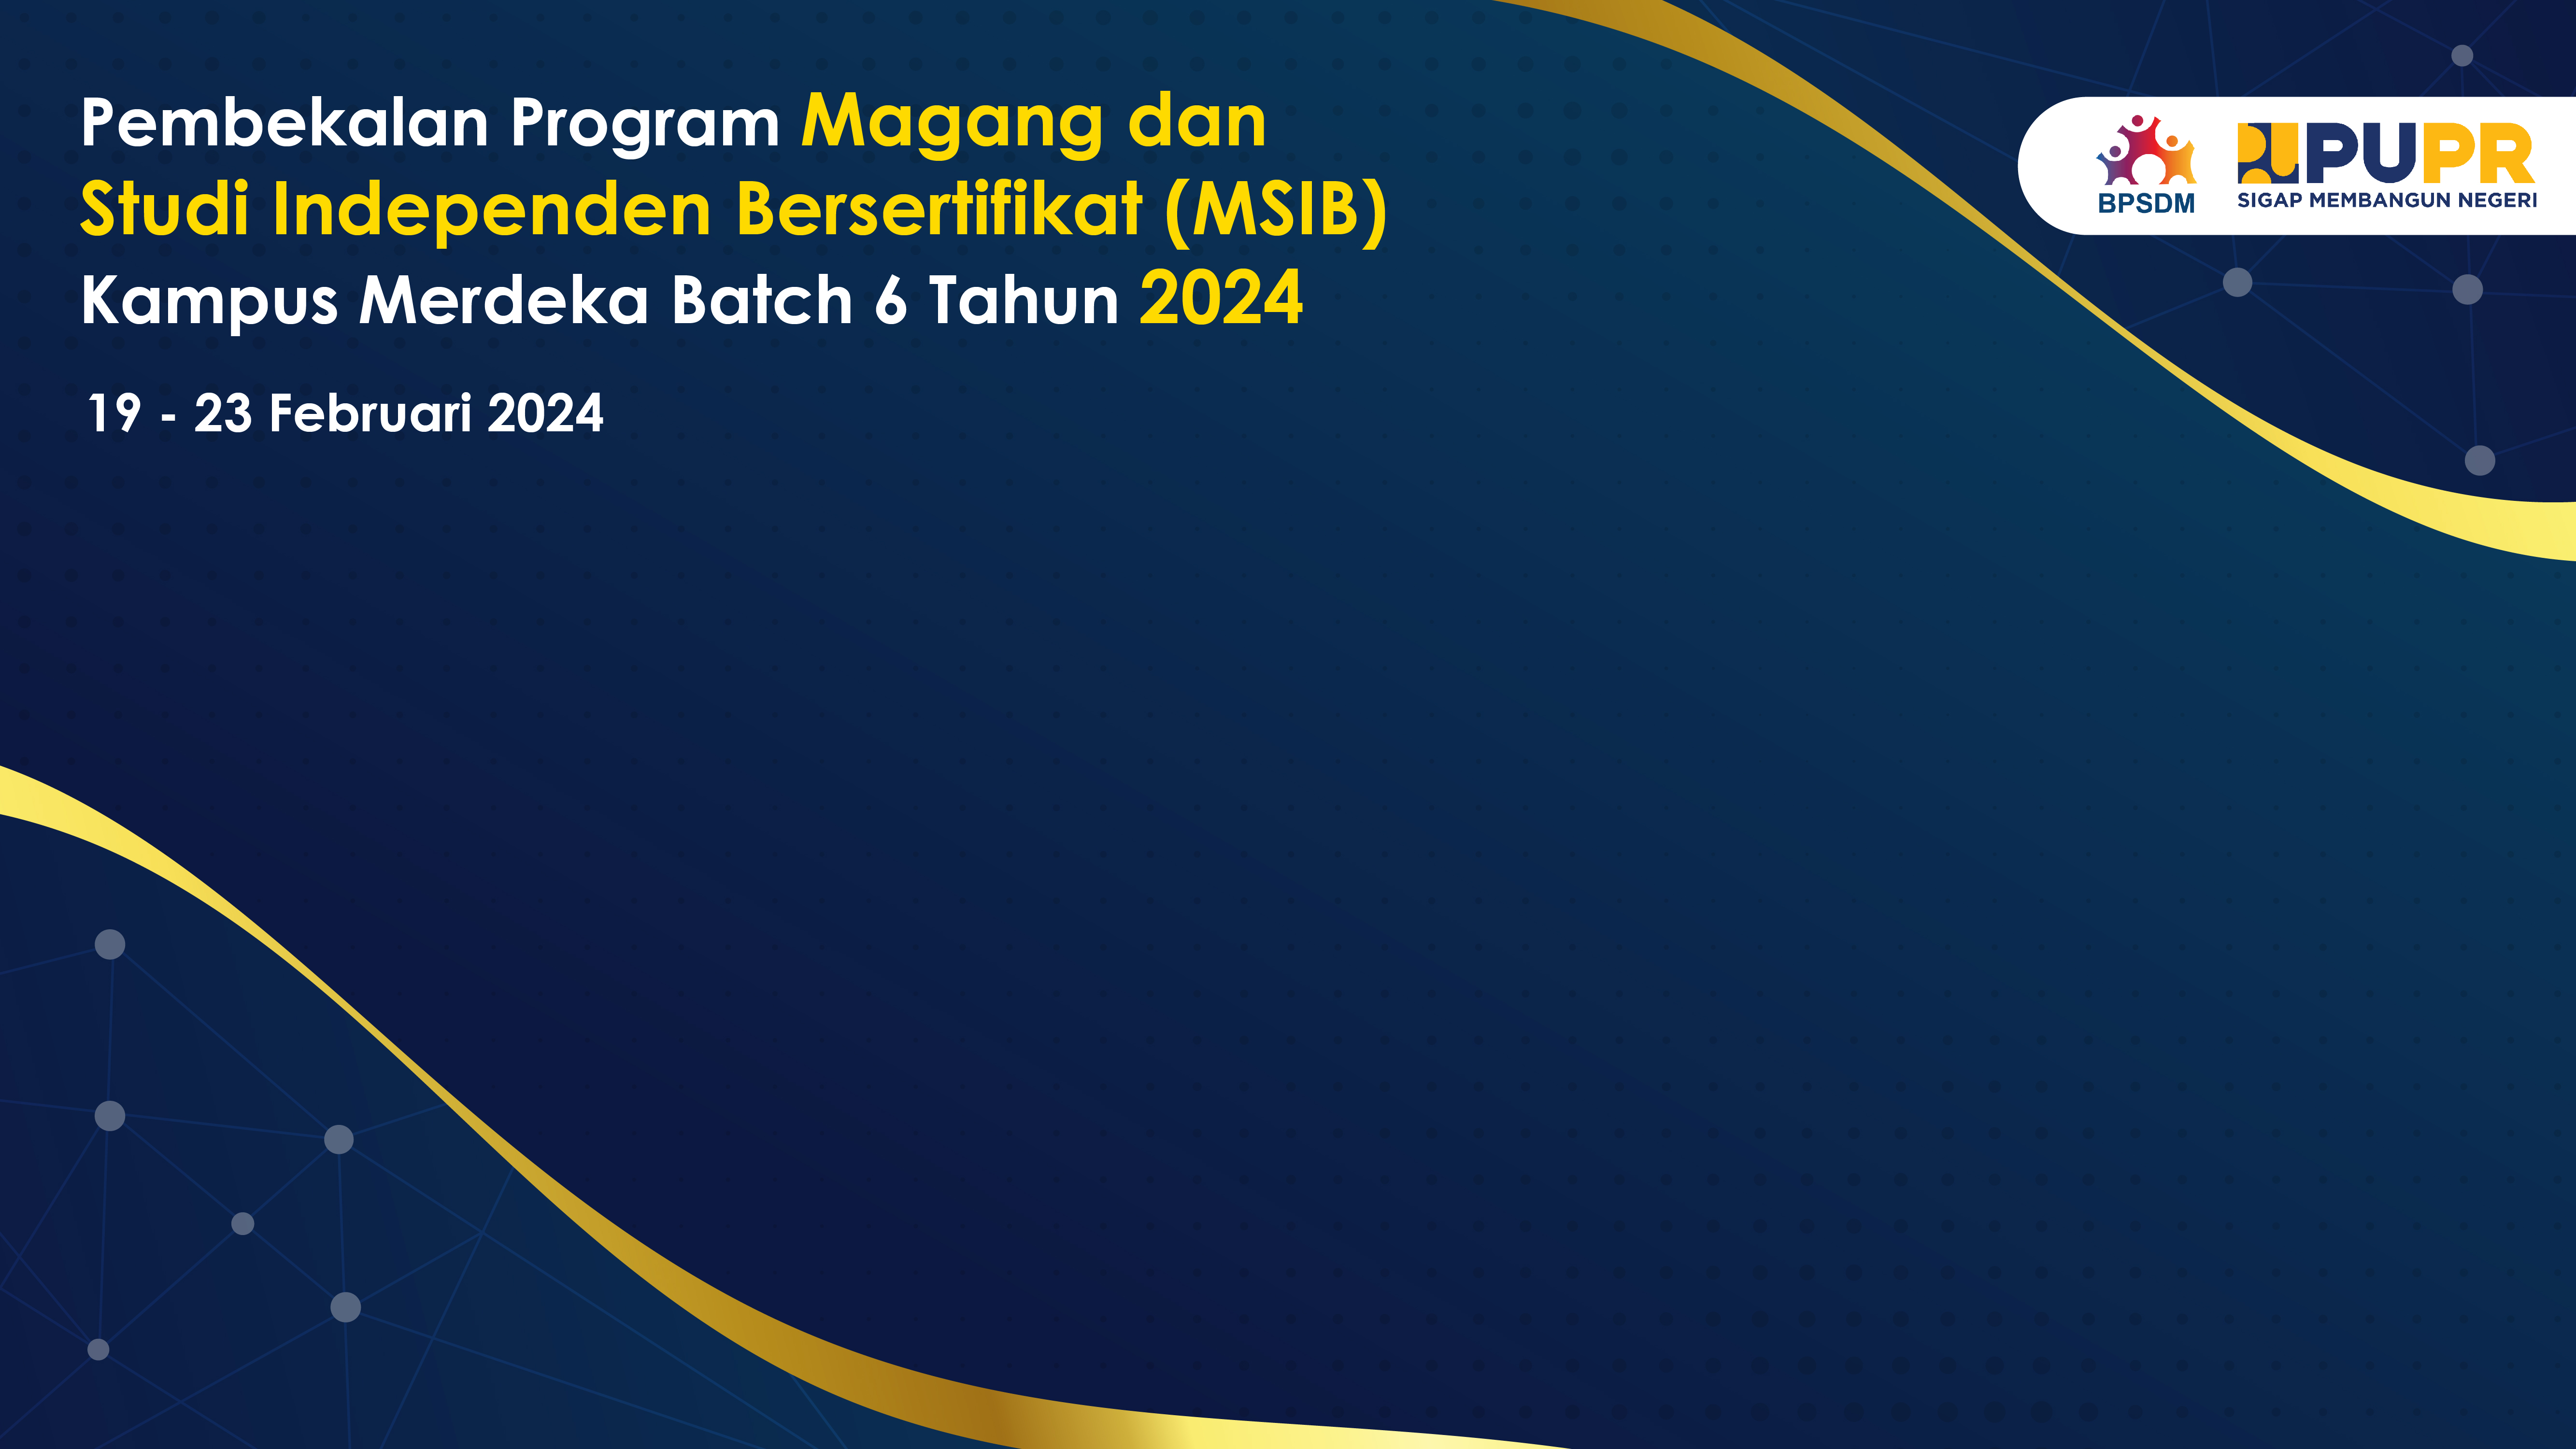 Pembekalan Program Magang dan
Studi Independen Bersertifikat (MSIB)
Kampus Merdeka Batch 6 Tahun 2024
19 - 23 Februari 2024
BPSDM
PUPR
SIGAP MEMBANGUN NEGERI